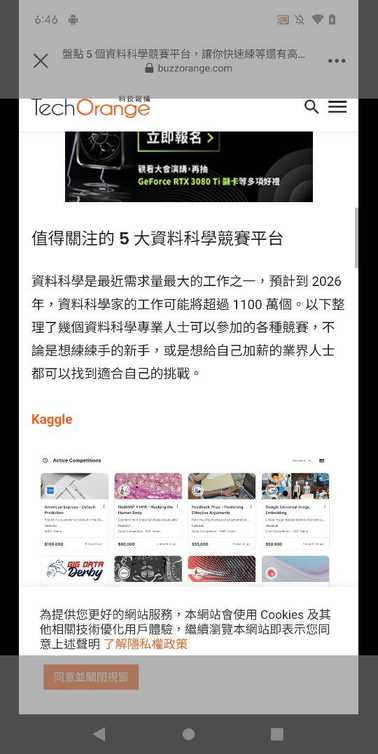 6:46
盤點 5 個資料科學競賽平台，讓你快速練等還有高...
buzzorange.com
科技報橘
TechOrange
立即報名 >
觀看大會演講，再抽
GeForce RTX 3080 Ti 顯卡等多項好禮
值得關注的 5 大資料科學競賽平台
資料科學是最近需求量最大的工作之一，預計到 2026
年，資料科學家的工作可能將超過 1100 萬個。以下整
理了幾個資料科學專業人士可以參加的各種競賽，不
論是想練練手的新手，或是想給自己加薪的業界人士
都可以找到適合自己的挑戰。
Kaggle
Active Competitions
American Express - Default
Prediction
HuBMAP + HPA - Hacking the
Human Body
Feedback Prize - Predicting
Effective Arguments
Google Universal Image
Embedding
BIG DATA
Derby
為提供您更好的網站服務，本網站會使用 Cookies 及其
他相關技術優化用戶體驗，繼續瀏覽本網站即表示您同
意上述聲明 了解隱私權政策
同意並關閉視窗